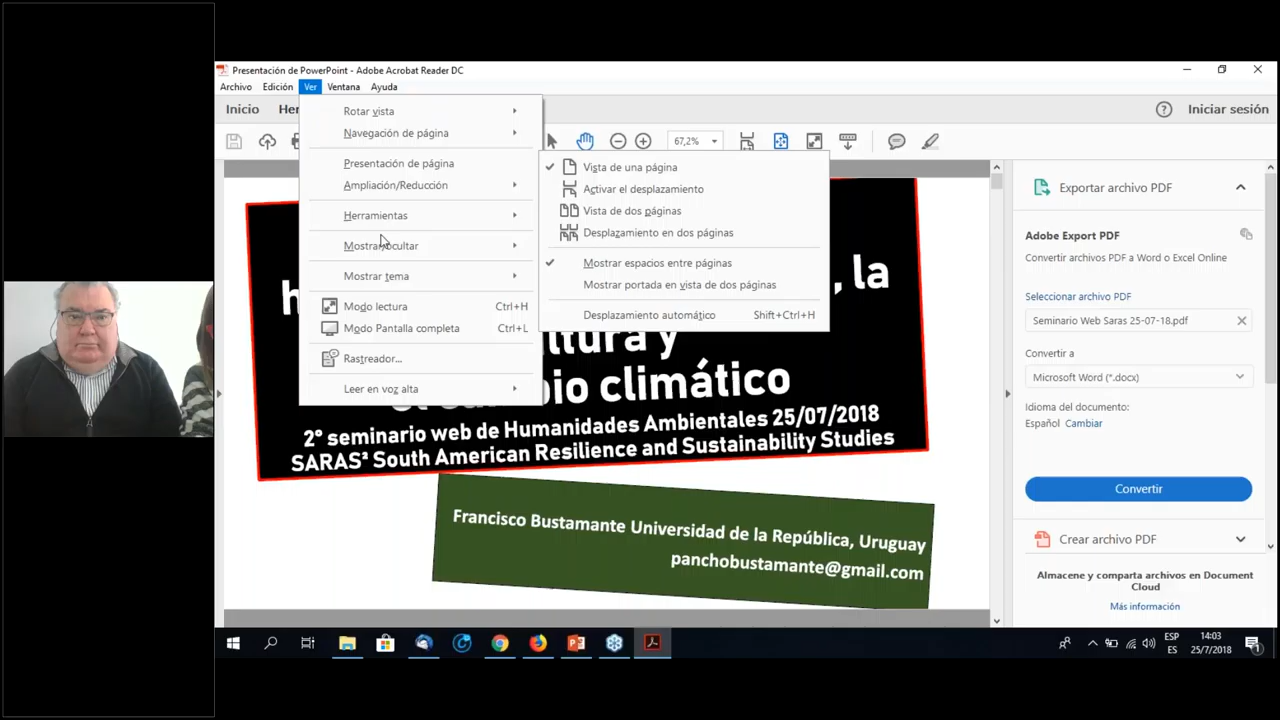 Presentación de PowerPoint - Adobe Acrobat Reader DC
Archivo Edición Ver Ventana Ayuda
Inicio
Iniciar sesión
67,2%
Rotar vista
Navegación de página
Presentación de página
Ampliación/Reducción
Herramientas
Mostrar/ocultar
Mostrar tema
Modo lectura Ctrl+H
Modo Pantalla completa Ctrl+L
Rastreador...
Leer en voz alta
Vista de una página
Activar el desplazamiento
Vista de dos páginas
Desplazamiento en dos páginas
Mostrar espacios entre páginas
Mostrar portada en vista de dos páginas
Desplazamiento automático Shift+Ctrl+H
, la
y
climático
2° seminario web de Humanidades Ambientales 25/07/2018
SARAS² South American Resilience and Sustainability Studies
Francisco Bustamante Universidad de la República, Uruguay
panchobustamante@gmail.com
Exportar archivo PDF
Adobe Export PDF
Convertir archivos PDF a Word o Excel Online
Seleccionar archivo PDF
Seminario Web Saras 25-07-18.pdf
Convertir a
Microsoft Word (*.docx)
Idioma del documento:
Español Cambiar
Convertir
Crear archivo PDF
Almacene y comparta archivos en Document
Cloud
Más información
ESP
ES
14:03
25/7/2018